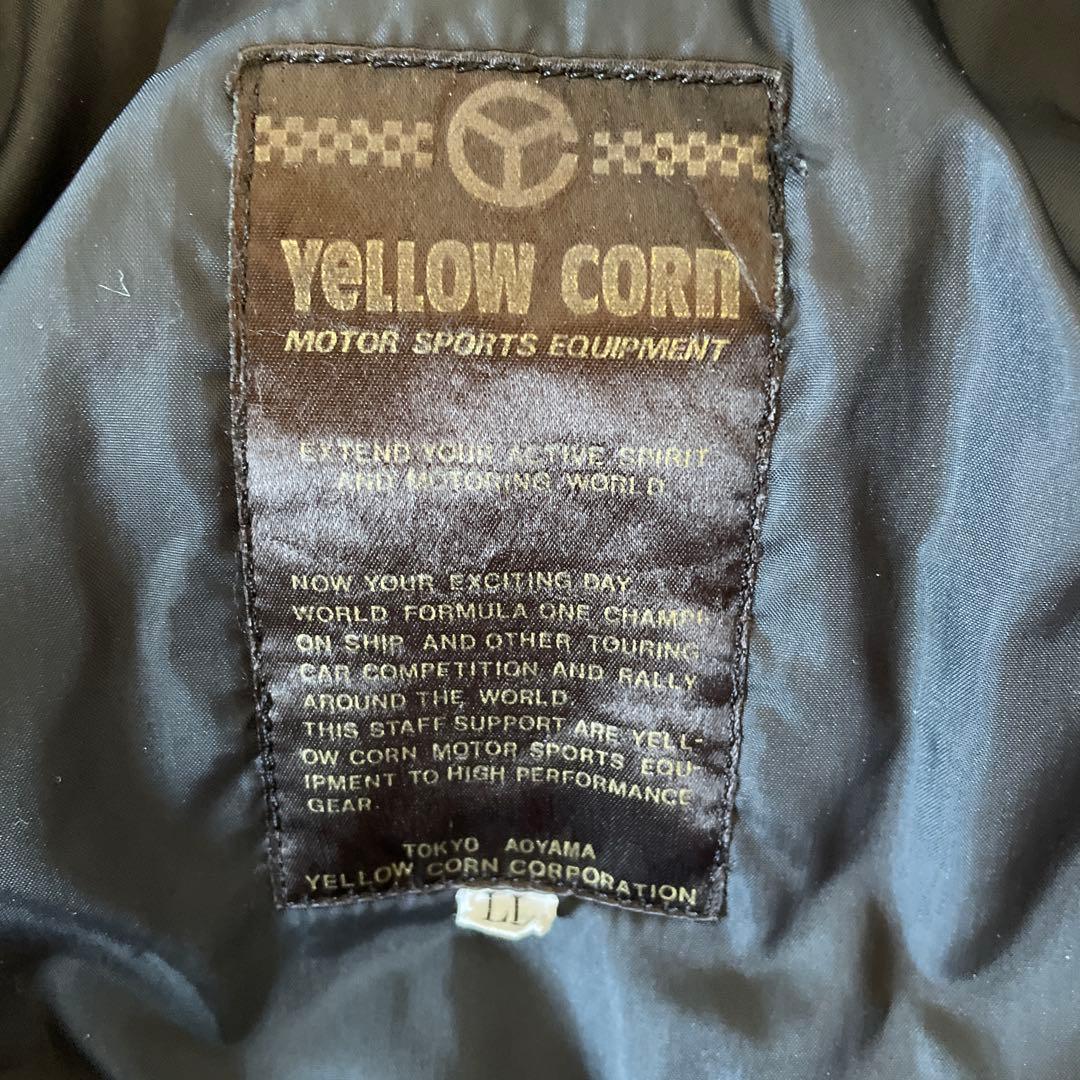 YeLLOW CORn
MOTOR SPORTS EQUIPMENT
EXTEND YOUR ACTIVE SPIRIT
AND MOTORING WORLD
NOW YOUR EXCITING DAY
WORLD FORMULA ONE CHAMPI-
ON SHIP AND OTHER TOURING
CAR COMPETITION AND RALLY
AROUND THE WORLD.
THIS STAFF SUPPORT ARE YELL-
OW CORN MOTOR SPORTS EQU-
IPMENT TO HIGH PERFORMANCE
GEAR.
TOKYO AOYAMA
YELLOW CORN CORPORATION
LL